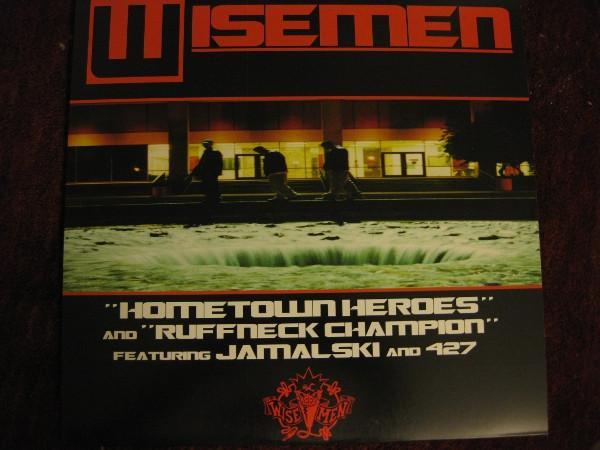 WISEMEN
"HOMETOWN HEROES"
AND "RUFFNECK CHAMPION"
FEATURING JAMALSKI AND 427
WISE MEN